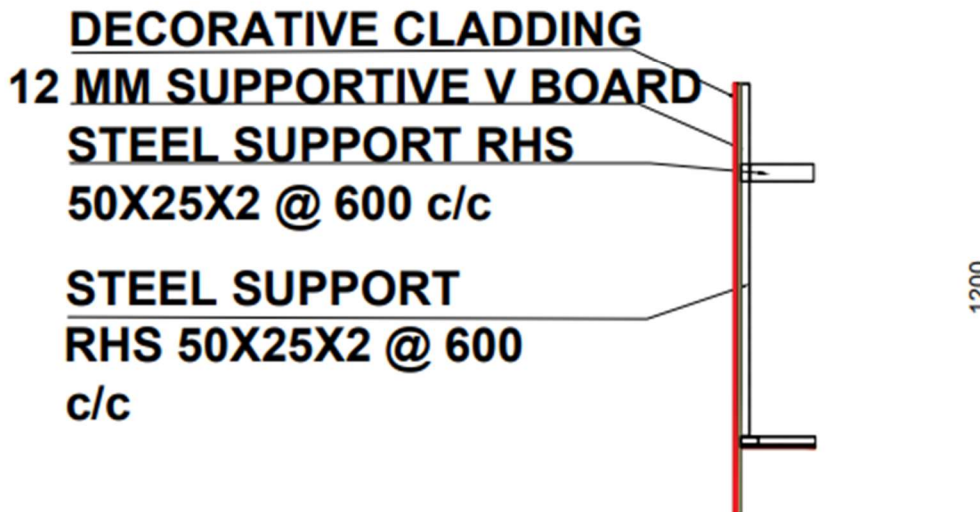 DECORATIVE CLADDING
12 MM SUPPORTIVE V BOARD
STEEL SUPPORT RHS
50X25X2 @ 600 c/c
STEEL SUPPORT
RHS 50X25X2 @ 600
c/c
1200